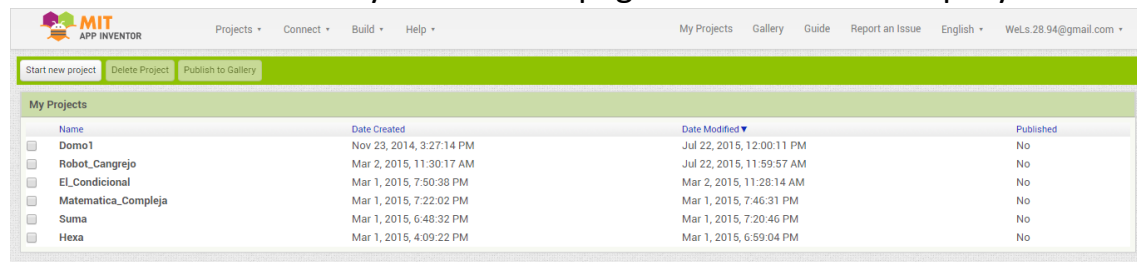 MIT
APP INVENTOR
Projects Connect Build Help My Projects Gallery Guide Report an Issue English WeLs.28.94@gmail.com
Start new project Delete Project Publish to Gallery
My Projects
Name Date Created Date Modified Published
Domo1 Nov 23, 2014, 3:27:14 PM Jul 22, 2015, 12:00:11 PM No
Robot_Cangrejo Mar 2, 2015, 11:30:17 AM Jul 22, 2015, 11:59:57 AM No
El_Condicional Mar 1, 2015, 7:50:38 PM Mar 2, 2015, 11:28:14 AM No
Matematica_Compleja Mar 1, 2015, 7:22:02 PM Mar 1, 2015, 7:46:31 PM No
Suma Mar 1, 2015, 6:48:32 PM Mar 1, 2015, 7:20:46 PM No
Hexa Mar 1, 2015, 4:09:22 PM Mar 1, 2015, 6:59:04 PM No